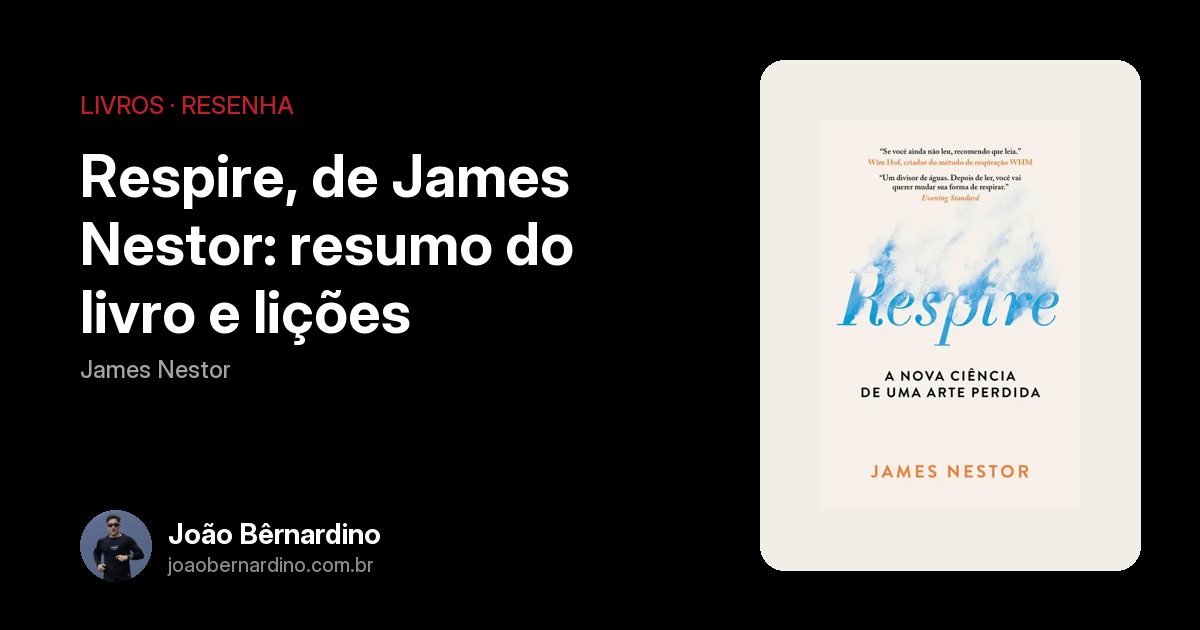 LIVROS · RESENHA
Respire, de James
Nestor: resumo do
livro e lições
James Nestor
João Bêrnardino
joaobernardino.com.br
“Se você ainda não leu, recomendo que leia.”
Wim Hof, criador do método de respiração WHM
“Um divisor de águas. Depois de ler, você vai
querer mudar sua forma de respirar.”
Evening Standard
Respire
A NOVA CIÊNCIA
DE UMA ARTE PERDIDA
JAMES NESTOR